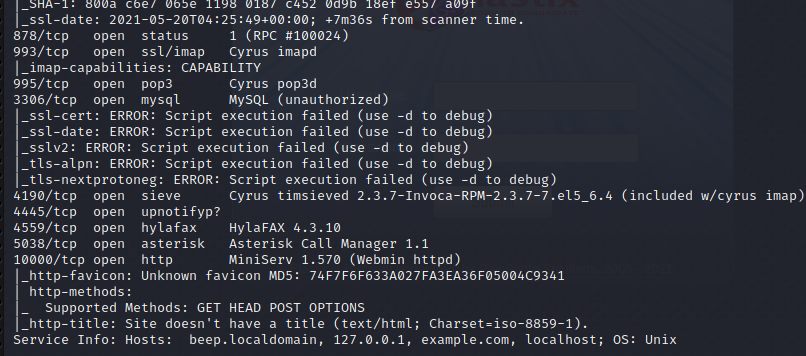 |_SHA-1: 800a c6e7 065e 1198 0187 c452 0d9b 18ef e557 a09f
|_ssl-date: 2021-05-20T04:25:49+00:00; +7m36s from scanner time.
878/tcp   open  status     1 (RPC #100024)
993/tcp   open  ssl/imap   Cyrus imapd
|_imap-capabilities: CAPABILITY
995/tcp   open  pop3       Cyrus pop3d
3306/tcp  open  mysql      MySQL (unauthorized)
|_ssl-cert: ERROR: Script execution failed (use -d to debug)
|_ssl-date: ERROR: Script execution failed (use -d to debug)
|_sslv2: ERROR: Script execution failed (use -d to debug)
|_tls-alpn: ERROR: Script execution failed (use -d to debug)
|_tls-nextprotoneg: ERROR: Script execution failed (use -d to debug)
4190/tcp  open  sieve      Cyrus timsieved 2.3.7-Invoca-RPM-2.3.7-7.el5_6.4 (included w/cyrus imap)
4445/tcp  open  upnotifyp?
4559/tcp  open  hylafax    HylaFAX 4.3.10
5038/tcp  open  asterisk   Asterisk Call Manager 1.1
10000/tcp open  http       MiniServ 1.570 (Webmin httpd)
|_http-favicon: Unknown favicon MD5: 74F7F6F633A027FA3EA36F05004C9341
| http-methods:
|_  Supported Methods: GET HEAD POST OPTIONS
|_http-title: Site doesn't have a title (text/html; Charset=iso-8859-1).
Service Info: Hosts:  beep.localdomain, 127.0.0.1, example.com, localhost; OS: Unix